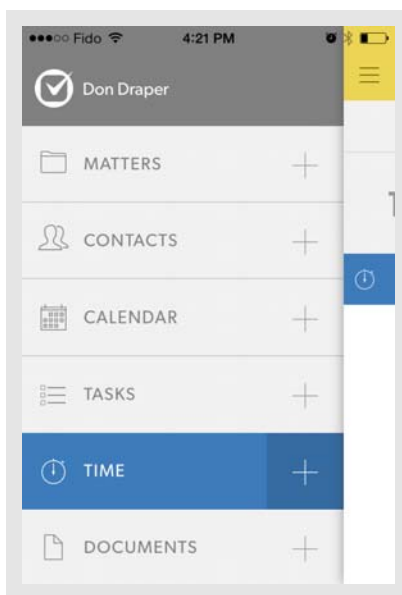 Fido 4:21 PM
Don Draper
MATTERS
CONTACTS
CALENDAR
TASKS
TIME
DOCUMENTS